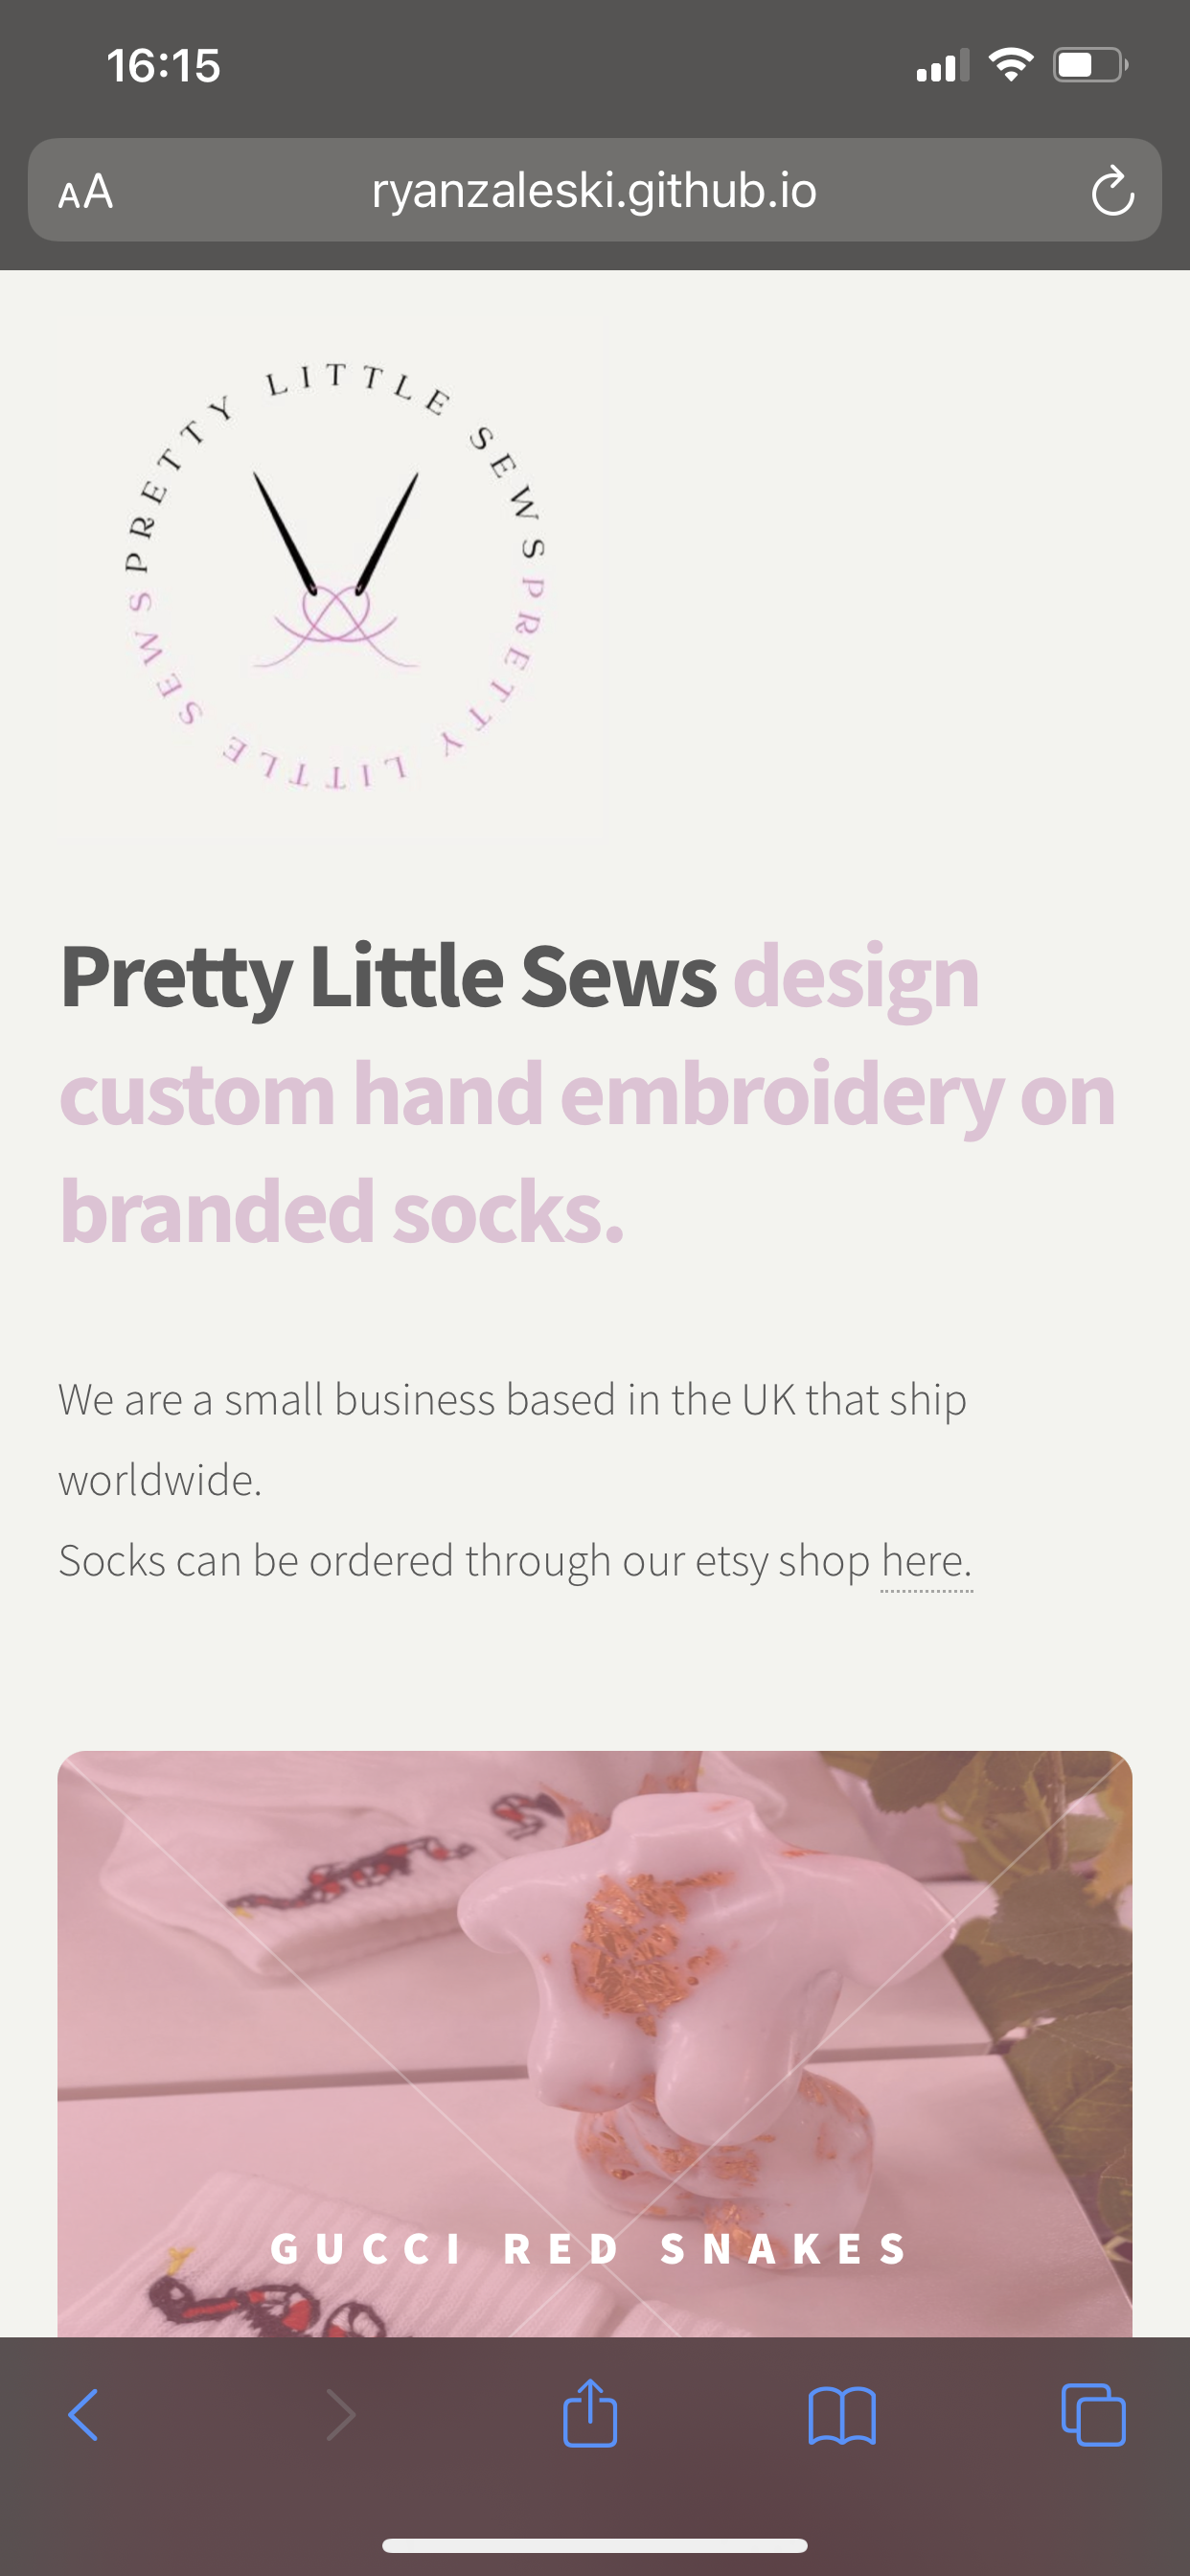 16:15
AA
ryanzaleski.github.io
PRETTY LITTLE SEWS
PRETTY LITTLE SEWS
Pretty Little Sews design
custom hand embroidery on
branded socks.
We are a small business based in the UK that ship
worldwide.
Socks can be ordered through our etsy shop here.
GUCCI RED SNAKES